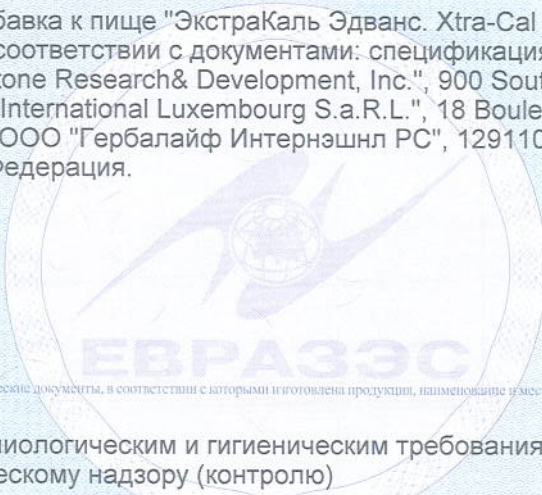 бавка к пище "ЭкстраКаль Эдванс. Xtra-Cal
соответствии с документами: спецификация
tone Research& Development, Inc.", 900 Sout
International Luxembourg S.a.R.L.", 18 Boule
ООО "Гербалайф Интернэшнл РС", 129110
Федерация.
ЕВРАЗЭС
ческие документы, в соответствии с которыми изготовлена продукция, наименование и мес
миологическим и гигиеническим требования
ескому надзору (контролю)